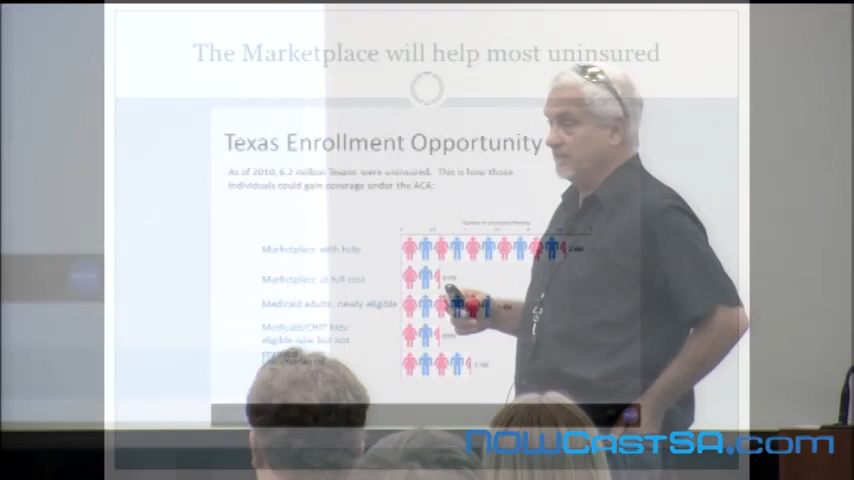 The Marketplace will help most uninsured
Texas Enrollment Opportunity
As of 2010, 6.2 million Texans were uninsured. This is how those
individuals could gain coverage under the ACA:
Marketplace with help
Marketplace at full cost
Medicaid adults: newly eligible
Medicaid/CHIP kids:
eligible now but not
NOWCASTSA.com